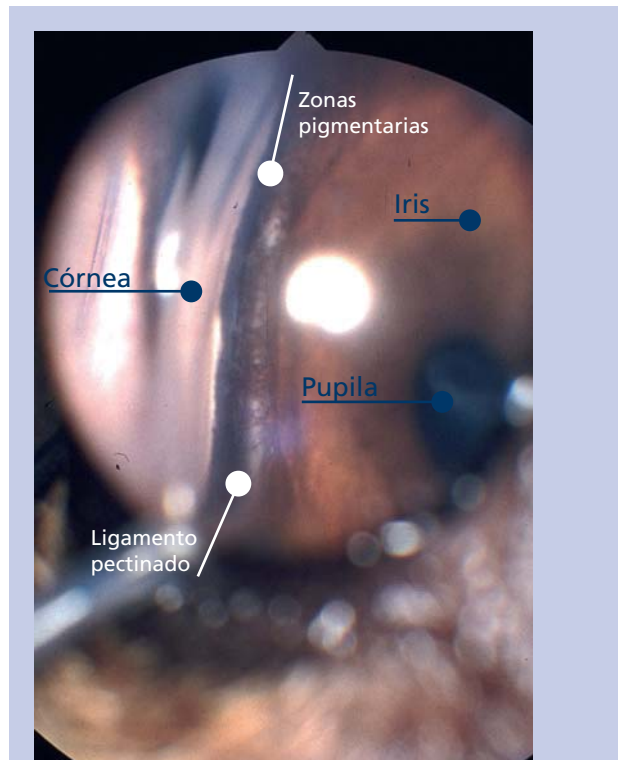 Zonas
pigmentarias
Iris
Córnea
Pupila
Ligamento
pectinado